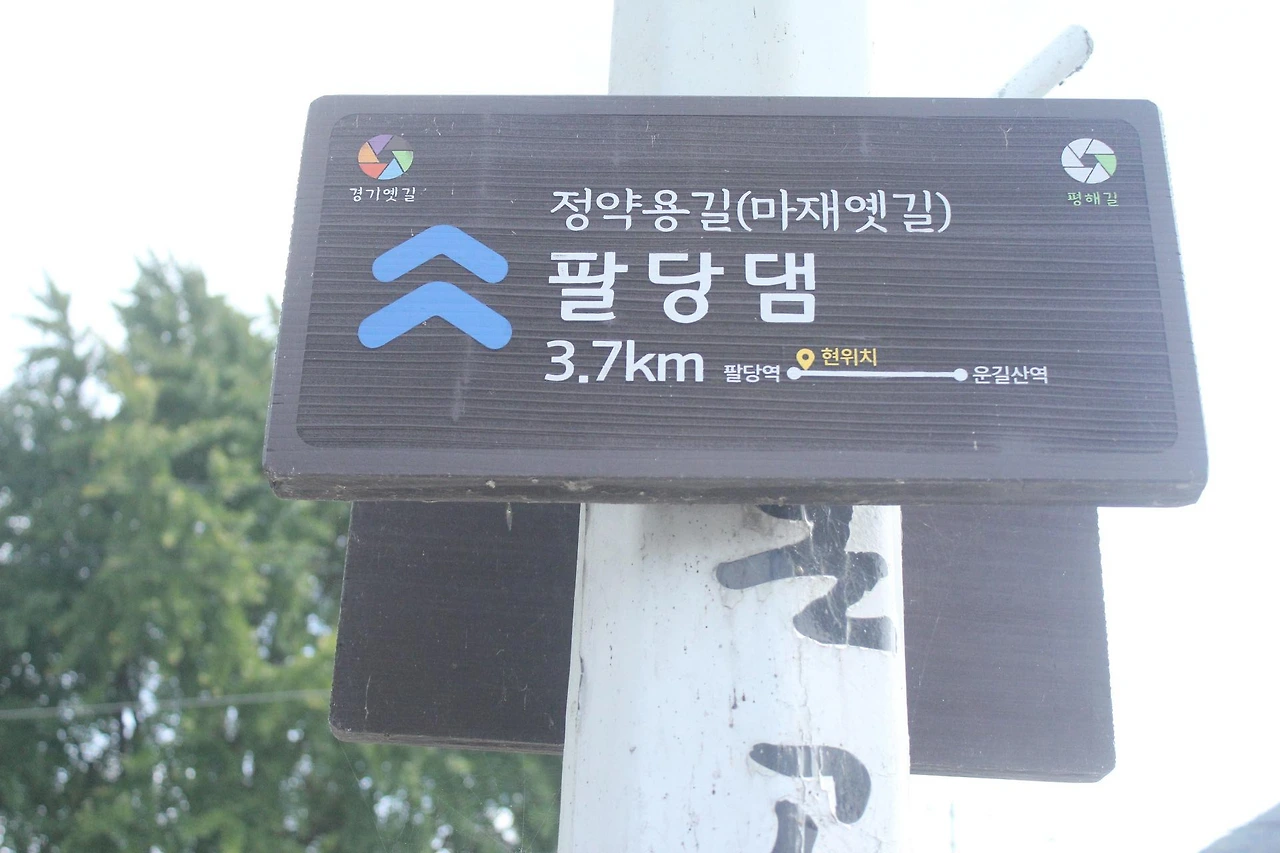 경기옛길
평해길
정약용길(마재옛길)
팔당댐
3.7km
팔당역 현위치 운길산역